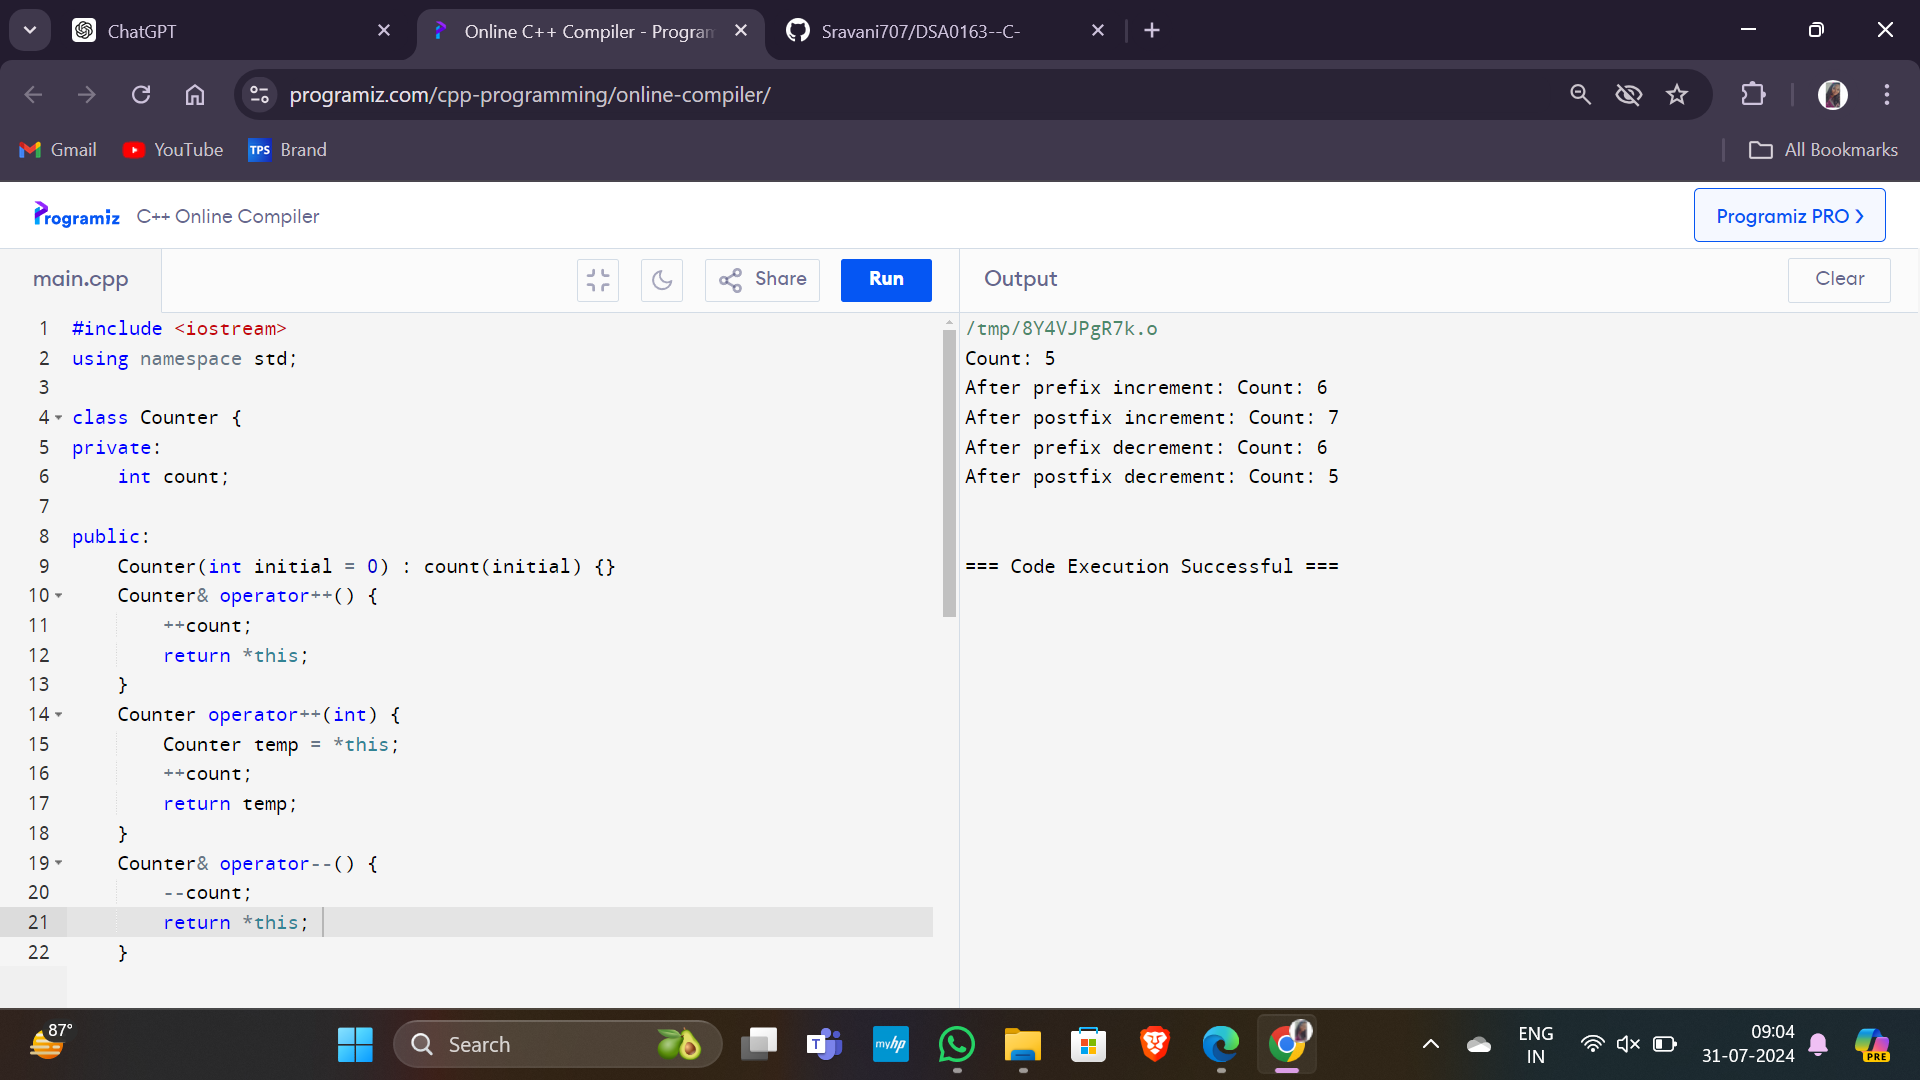 ChatGPT
Online C++ Compiler - Program
Sravani707/DSA0163--C-
programiz.com/cpp-programming/online-compiler/
Gmail
YouTube
TPS
Brand
All Bookmarks
Programiz
C++ Online Compiler
Programiz PRO >
main.cpp
Share
Run
Output
Clear
1 #include <iostream>
2 using namespace std;
3
4 class Counter {
5 private:
6     int count;
7
8 public:
9     Counter(int initial = 0) : count(initial) {}
10     Counter& operator++() {
11         ++count;
12         return *this;
13     }
14     Counter operator++(int) {
15         Counter temp = *this;
16         ++count;
17         return temp;
18     }
19     Counter& operator--() {
20         --count;
21         return *this;
22     }
/tmp/8Y4VJPgR7k.o
Count: 5
After prefix increment: Count: 6
After postfix increment: Count: 7
After prefix decrement: Count: 6
After postfix decrement: Count: 5
=== Code Execution Successful ===
87°
Search
T
myhp
ENG
IN
09:04
31-07-2024
PRE